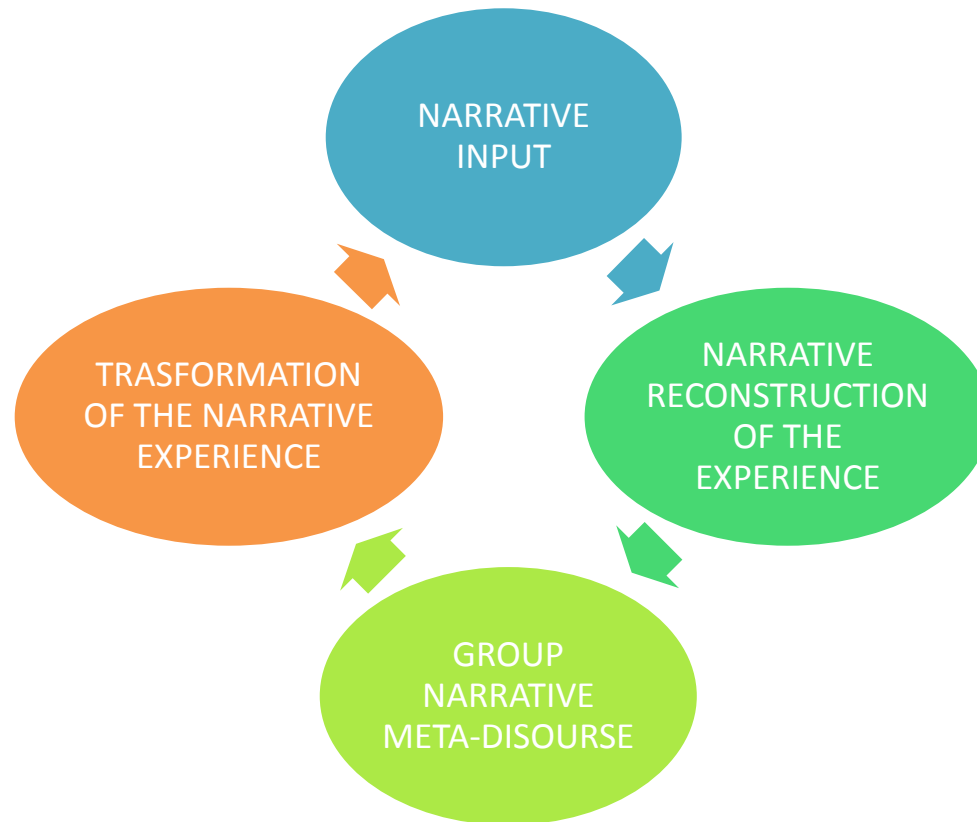 NARRATIVE
INPUT
NARRATIVE
RECONSTRUCTION
OF THE
EXPERIENCE
GROUP
NARRATIVE
META-DISOURSE
TRASFORMATION
OF THE NARRATIVE
EXPERIENCE